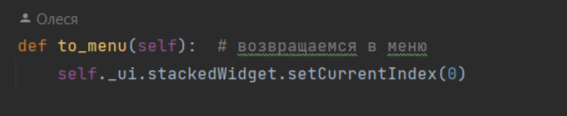 Олеся
def to_menu(self):  # возвращаемся в меню
    self._ui.stackedWidget.setCurrentIndex(0)